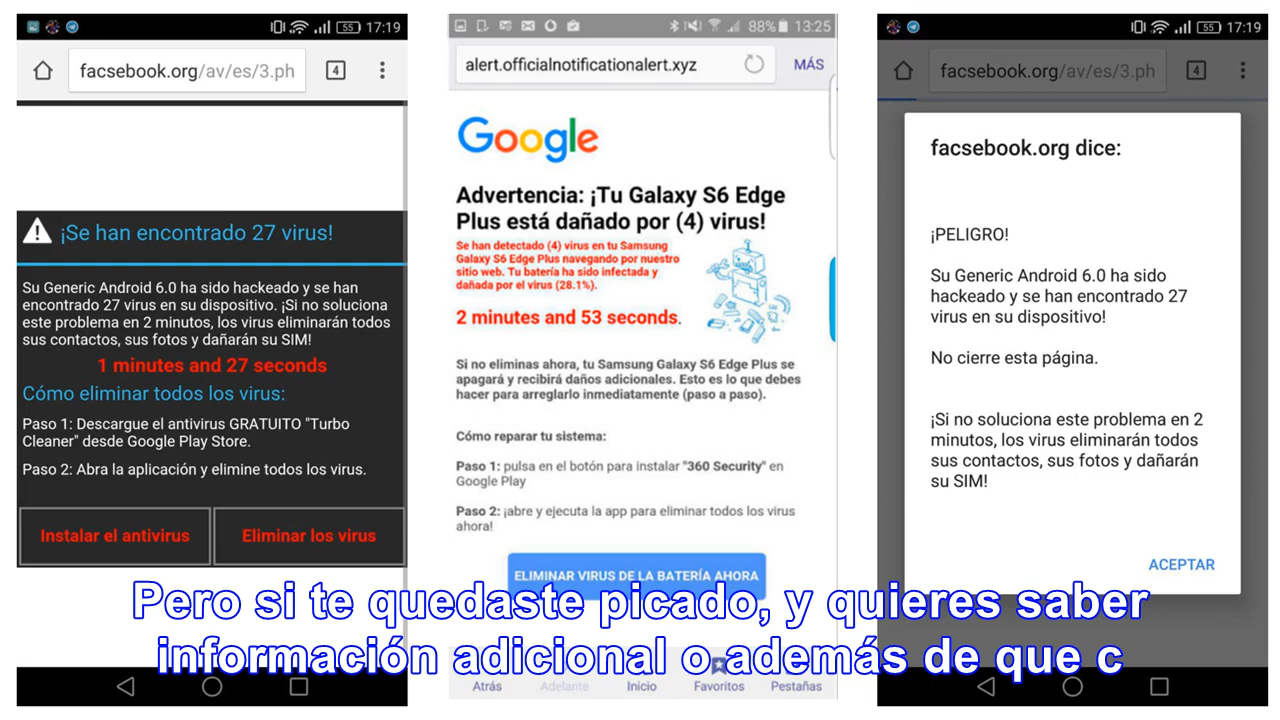 55 17:19
facsebook.org/av/es/3.ph
4
¡Se han encontrado 27 virus!
Su Generic Android 6.0 ha sido hackeado y se han
encontrado 27 virus en su dispositivo. ¡Si no soluciona
este problema en 2 minutos, los virus eliminarán todos
sus contactos, sus fotos y dañarán su SIM!
1 minutes and 27 seconds
Cómo eliminar todos los virus:
Paso 1: Descargue el antivirus GRATUITO "Turbo
Cleaner" desde Google Play Store.
Paso 2: Abra la aplicación y elimine todos los virus.
Instalar el antivirus
Eliminar los virus
88% 13:25
alert.officialnotificationalert.xyz
MÁS
Google
Advertencia: ¡Tu Galaxy S6 Edge
Plus está dañado por (4) virus!
Se han detectado (4) virus en tu Samsung
Galaxy S6 Edge Plus navegando por nuestro
sitio web. Tu batería ha sido infectada y
dañada por el virus (28.1%).
2 minutes and 53 seconds.
Si no eliminas ahora, tu Samsung Galaxy S6 Edge Plus se
apagará y recibirá daños adicionales. Esto es lo que debes
hacer para arreglarlo inmediatamente (paso a paso).
Cómo reparar tu sistema:
Paso 1: pulsa en el botón para instalar "360 Security" en
Google Play
Paso 2: ¡abre y ejecuta la app para eliminar todos los virus
ahora!
ELIMINAR VIRUS DE LA BATERÍA AHORA
Atrás
Adelante
Inicio
Favoritos
Pestañas
55 17:19
facsebook.org/av/es/3.ph
4
facsebook.org dice:
¡PELIGRO!
Su Generic Android 6.0 ha sido
hackeado y se han encontrado 27
virus en su dispositivo!
No cierre esta página.
¡Si no soluciona este problema en 2
minutos, los virus eliminarán todos
sus contactos, sus fotos y dañarán
su SIM!
ACEPTAR
Pero si te quedaste picado, y quieres saber
información adicional o además de que c